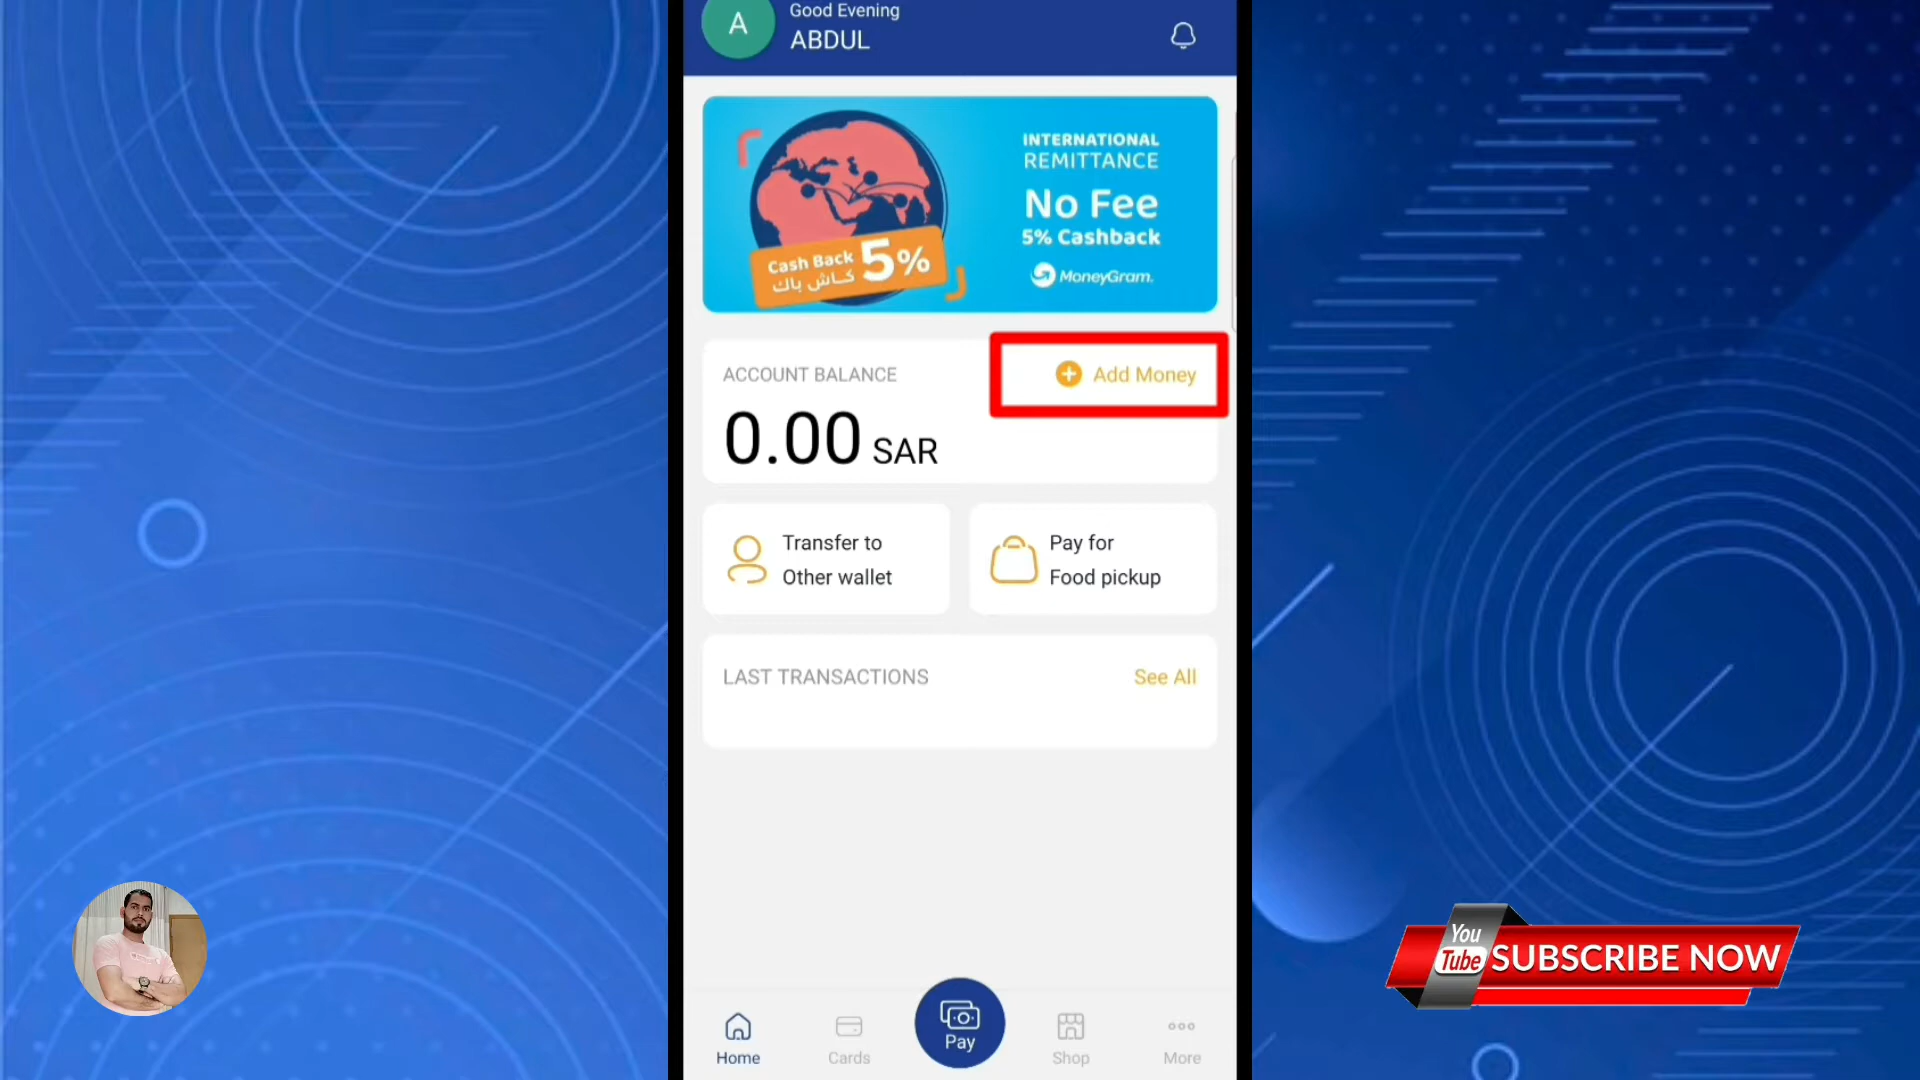 A
Good Evening
ABDUL
INTERNATIONAL
REMITTANCE
No Fee
5% Cashback
MoneyGram.
Cash Back 5%
كاش باك
ACCOUNT BALANCE
Add Money
0.00 SAR
Transfer to
Other wallet
Pay for
Food pickup
LAST TRANSACTIONS
See All
You
Tube
SUBSCRIBE NOW
Home
Cards
Pay
Shop
More